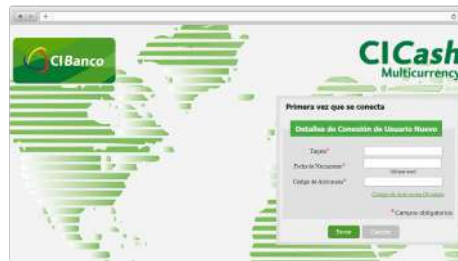 CIBanco
CICash
Multicurrency
Primera vez que se conecta
Detalles de Conexión de Usuario Nuevo
Tarjeta*
Fecha de Nacimiento*
Código de Activación*
*Campos obligatorios